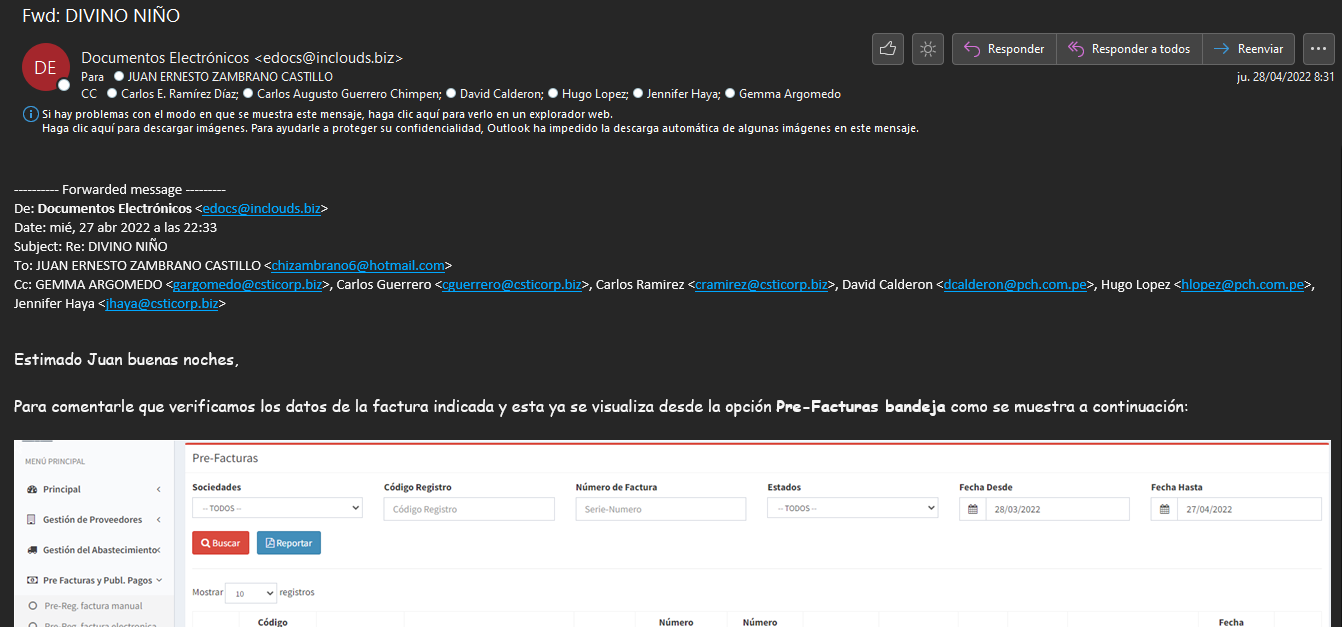 Fwd: DIVINO NIÑO
DE
Documentos Electrónicos <edocs@inclouds.biz>
Para JUAN ERNESTO ZAMBRANO CASTILLO
CC Carlos E. Ramírez Díaz; Carlos Augusto Guerrero Chimpen; David Calderon; Hugo Lopez; Jennifer Haya; Gemma Argomedo
Responder Responder a todos Reenviar
ju. 28/04/2022 8:31
Si hay problemas con el modo en que se muestra este mensaje, haga clic aquí para verlo en un explorador web.
Haga clic aquí para descargar imágenes. Para ayudarle a proteger su confidencialidad, Outlook ha impedido la descarga automática de algunas imágenes en este mensaje.
---------- Forwarded message ---------
De: Documentos Electrónicos <edocs@inclouds.biz>
Date: mié, 27 abr 2022 a las 22:33
Subject: Re: DIVINO NIÑO
To: JUAN ERNESTO ZAMBRANO CASTILLO <chizambrano6@hotmail.com>
Cc: GEMMA ARGOMEDO <gargomedo@csticorp.biz>, Carlos Guerrero <cguerrero@csticorp.biz>, Carlos Ramirez <cramirez@csticorp.biz>, David Calderon <dcalderon@pch.com.pe>, Hugo Lopez <hlopez@pch.com.pe>,
Jennifer Haya <jhaya@csticorp.biz>
Estimado Juan buenas noches,
Para comentarle que verificamos los datos de la factura indicada y esta ya se visualiza desde la opción Pre-Facturas bandeja como se muestra a continuación:
MENÚ PRINCIPAL
Principal
Gestión de Proveedores
Gestión del Abastecimiento
Pre Facturas y Publ. Pagos
Pre-Reg. factura manual
Pre-Reg. factura electronica
Pre-Facturas
Sociedades Código Registro Número de Factura Estados Fecha Desde Fecha Hasta
-- TODOS -- Código Registro Serie-Numero -- TODOS -- 28/03/2022 27/04/2022
Buscar Reportar
Mostrar 10 registros
Código Número Número Fecha